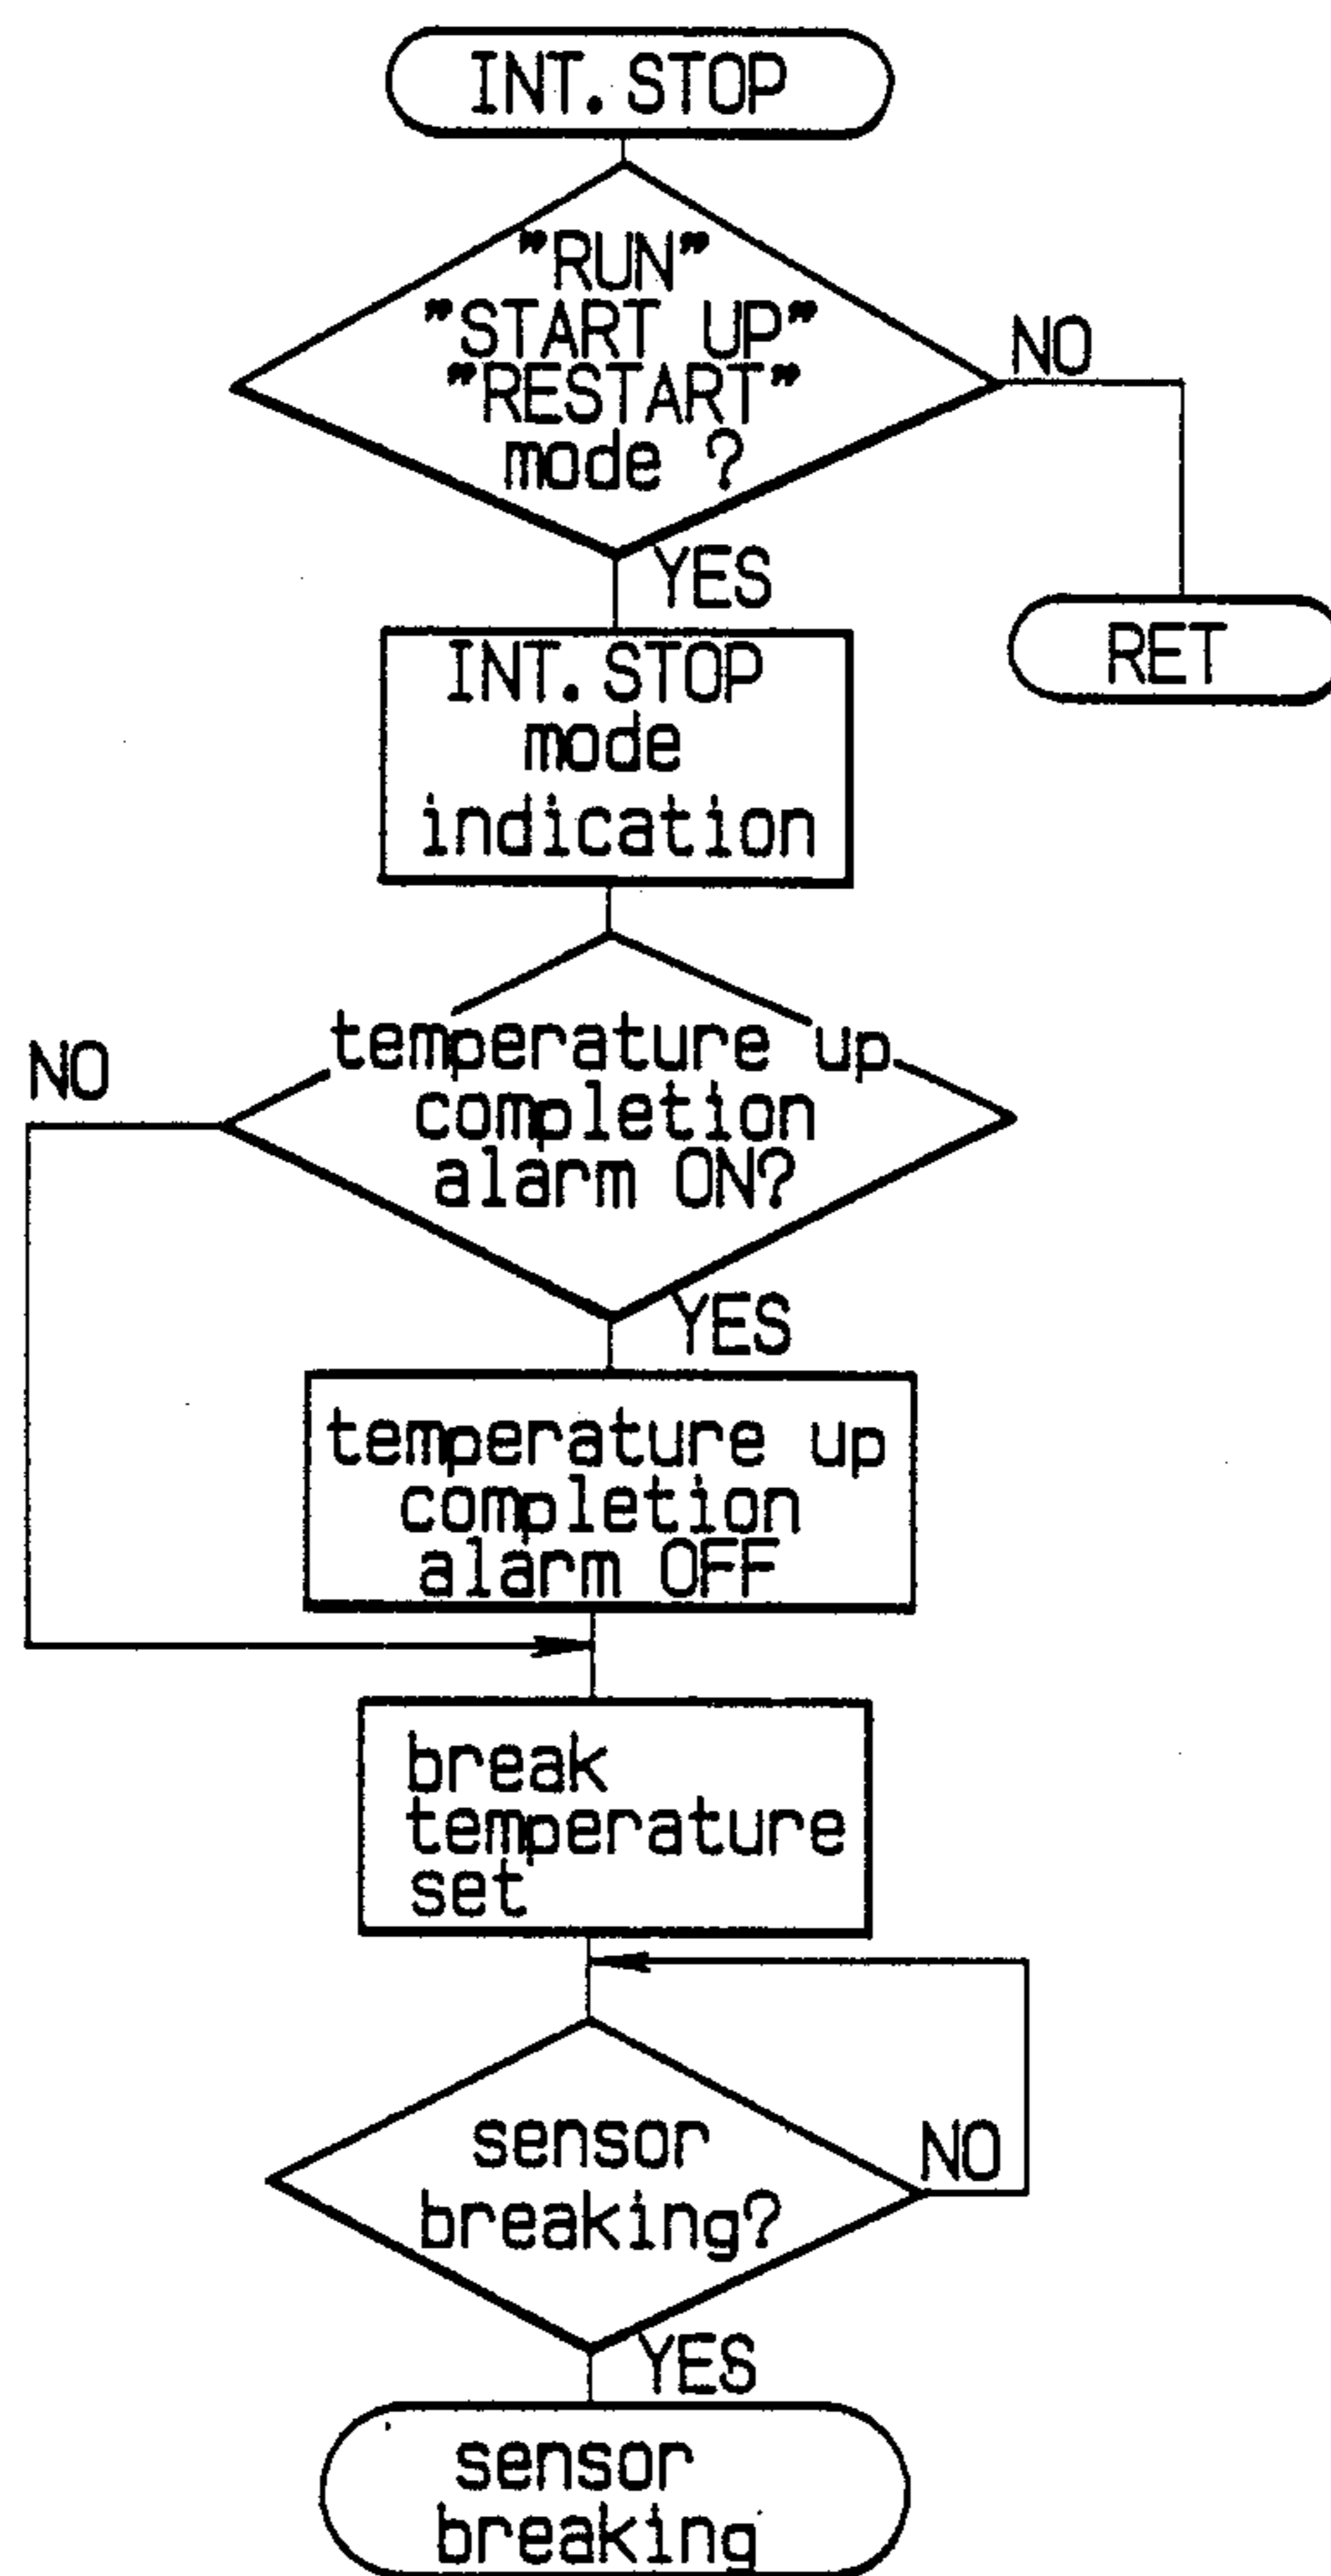 INT. STOP
"RUN"
"START UP"
"RESTART"
mode ?
NO
YES
RET
INT. STOP
mode
indication
NO
temperature up
completion
alarm ON?
YES
temperature up
completion
alarm OFF
break
temperature
set
sensor
breaking?
NO
YES
sensor
breaking